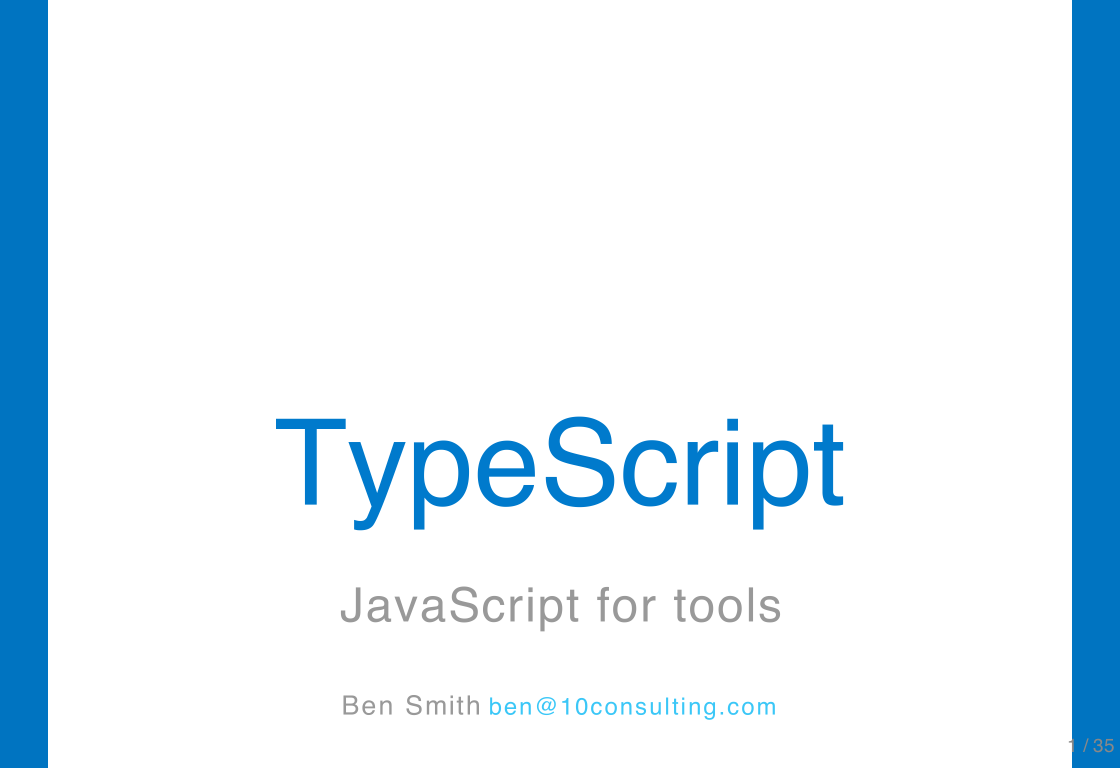 TypeScript
JavaScript for tools
Ben Smith ben@10consulting.com
1 / 35